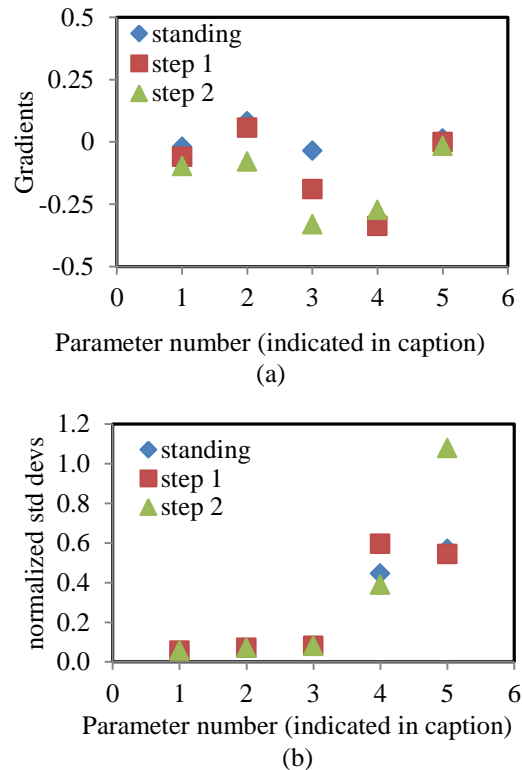 0.5
standing
step 1
0.25
step 2
0
Gradients
-0.25
-0.5
0 1 2 3 4 5 6
Parameter number (indicated in caption)
(a)
1.2
standing
1.0
step 1
step 2
0.8
normalized std devs
0.6
0.4
0.2
0.0
0 1 2 3 4 5 6
Parameter number (indicated in caption)
(b)